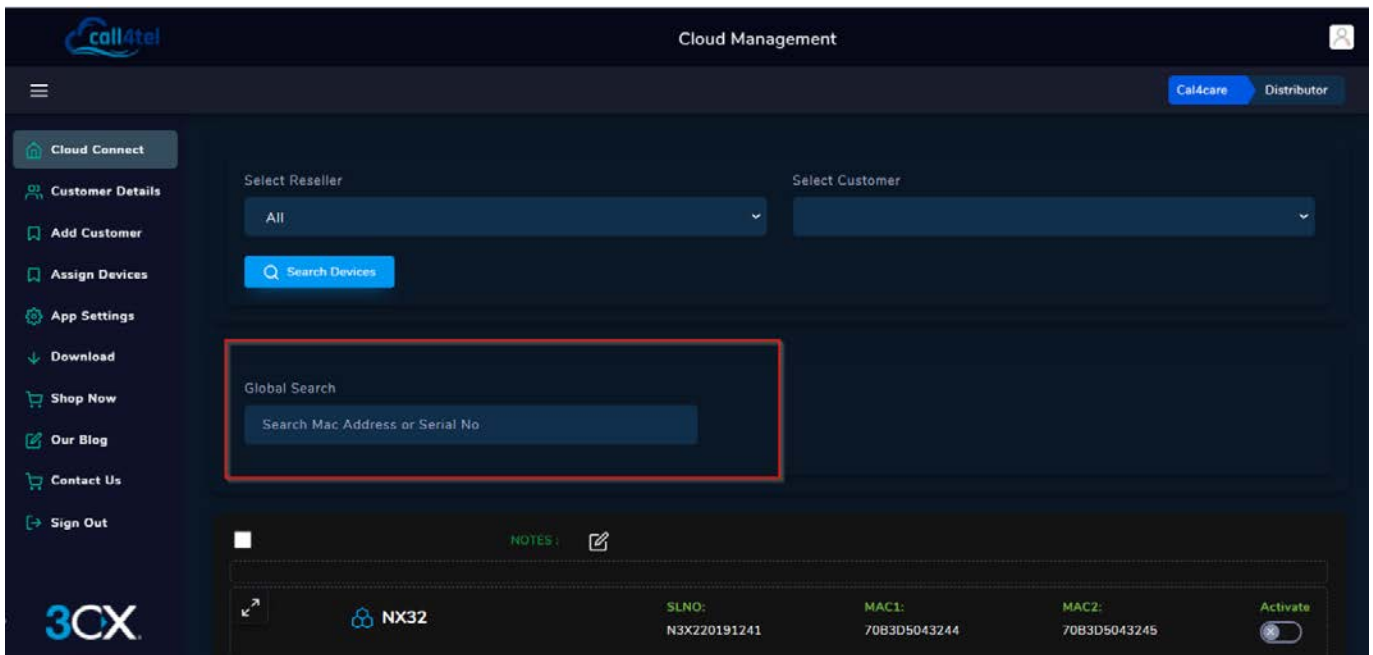 call4tel
Cloud Management
Cal4care Distributor
Cloud Connect
Customer Details
Add Customer
Assign Devices
App Settings
Download
Shop Now
Our Blog
Contact Us
Sign Out
3CX
Select Reseller Select Customer
All
Search Devices
Global Search
Search Mac Address or Serial No
NOTES :
NX32 SLNO: MAC1: MAC2: Activate
N3X220191241 70B3D5043244 70B3D5043245